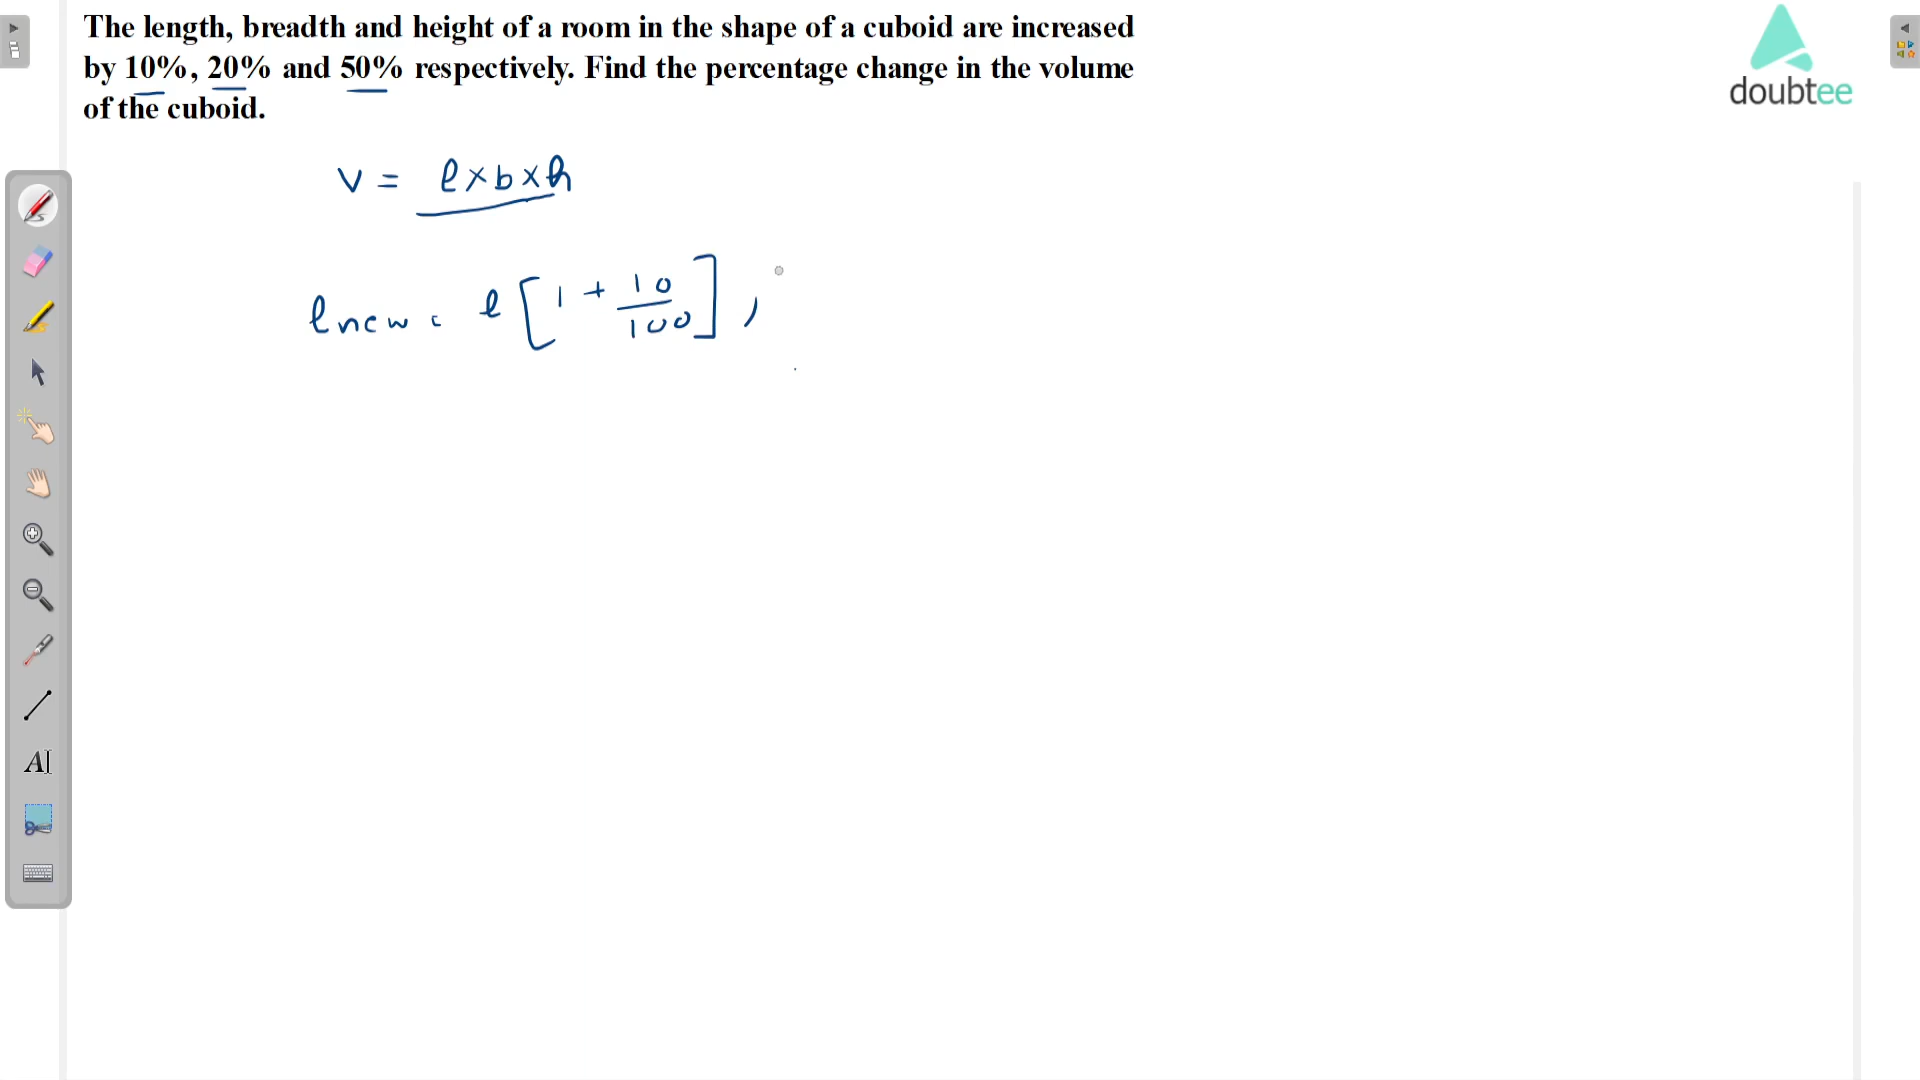 The length, breadth and height of a room in the shape of a cuboid are increased
by 10%, 20% and 50% respectively. Find the percentage change in the volume
of the cuboid.
doubtee
v = l×b×h
lnew = l[1 + 10/100],
AI